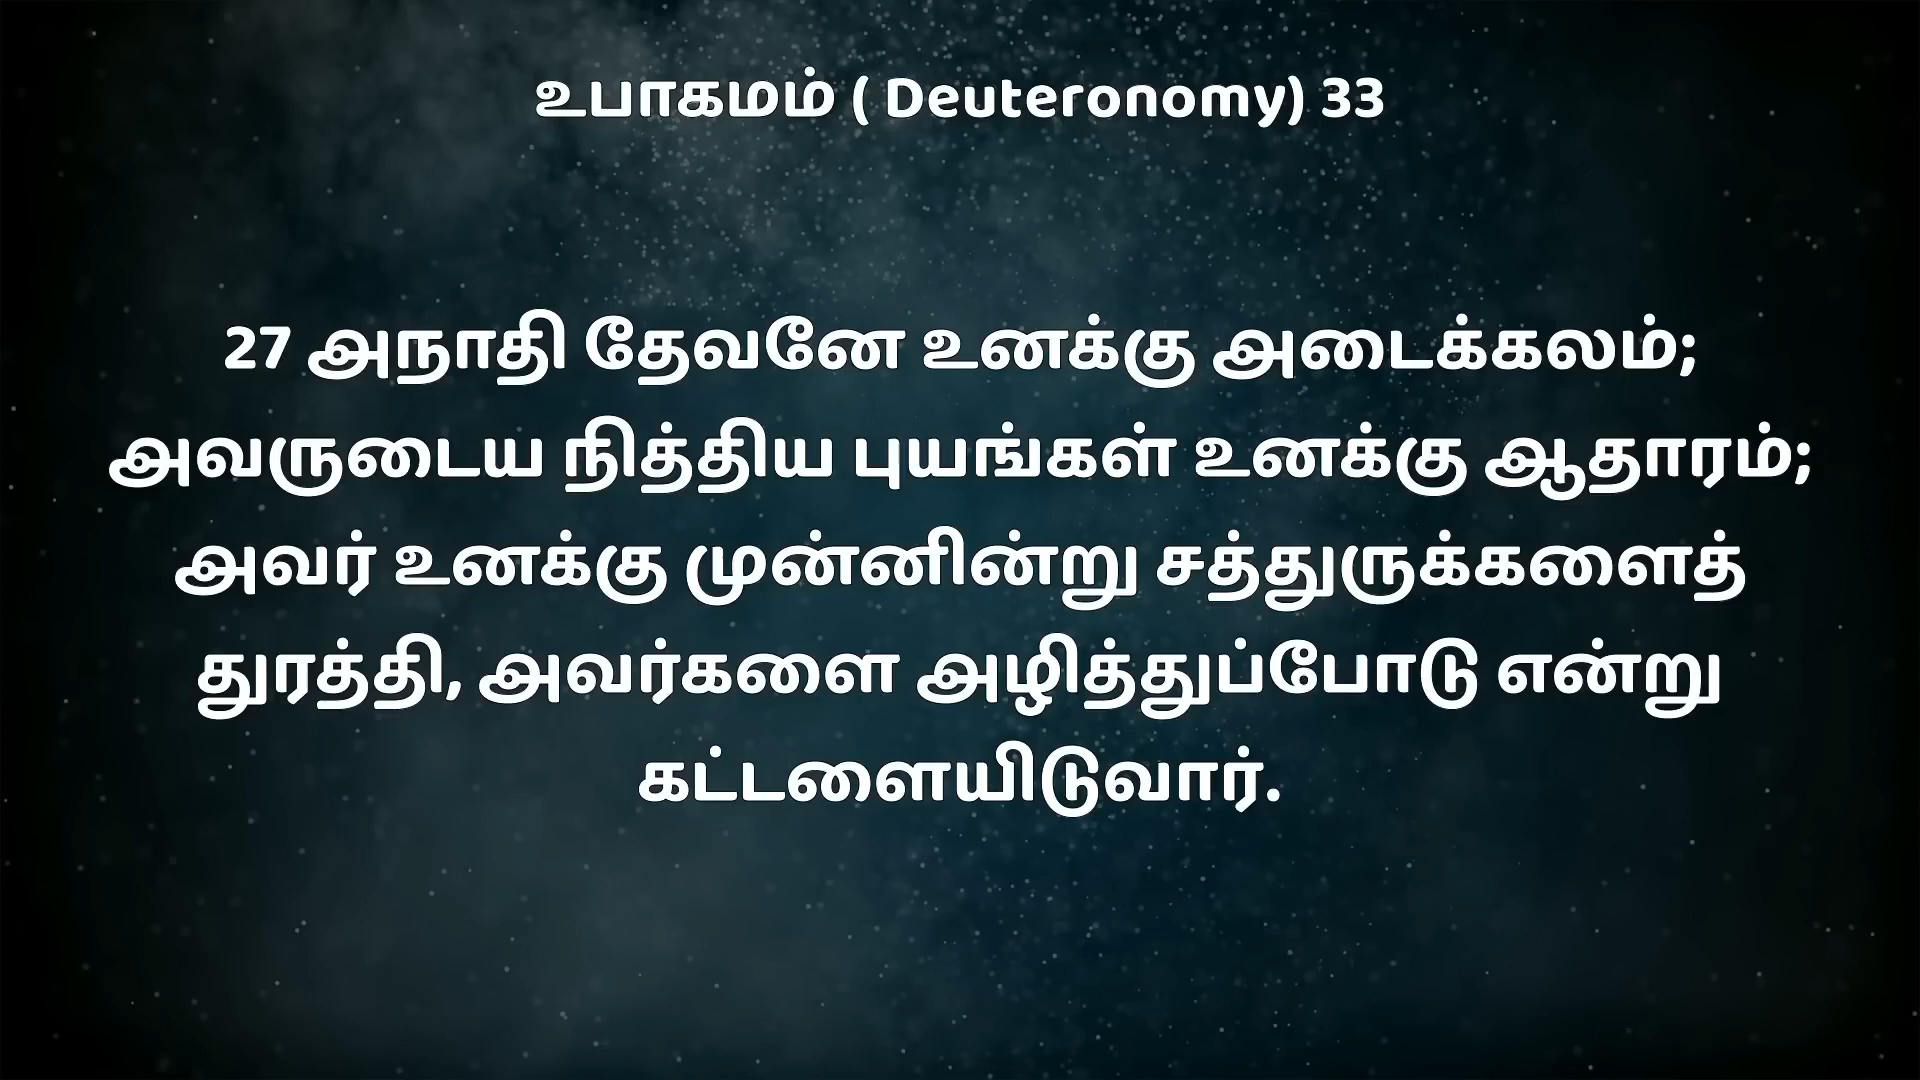 உபாகமம் ( Deuteronomy) 33
27 அநாதி தேவனே உனக்கு அடைக்கலம்;
அவருடைய நித்திய புயங்கள் உனக்கு ஆதாரம்;
அவர் உனக்கு முன்னின்று சத்துருக்களைத்
துரத்தி, அவர்களை அழித்துப்போடு என்று
கட்டளையிடுவார்.